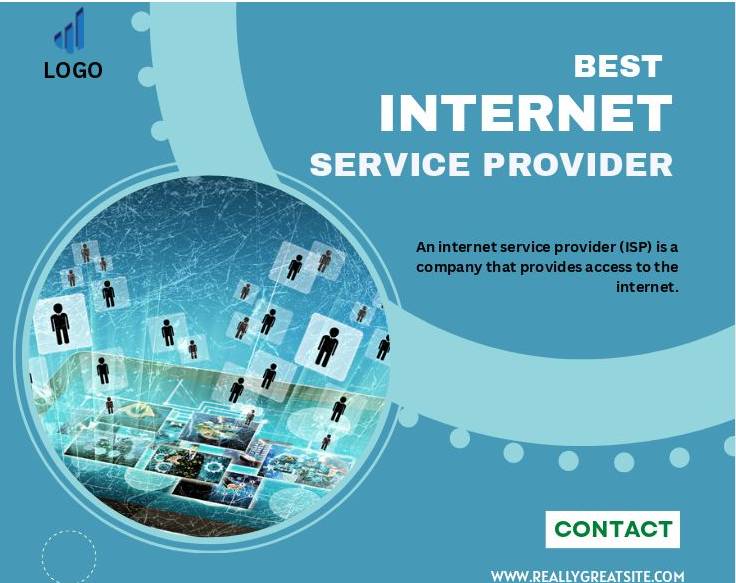 LOGO
BEST
INTERNET
SERVICE PROVIDER
An internet service provider (ISP) is a
company that provides access to the
internet.
CONTACT
WWW.REALLYGREATSITE.COM